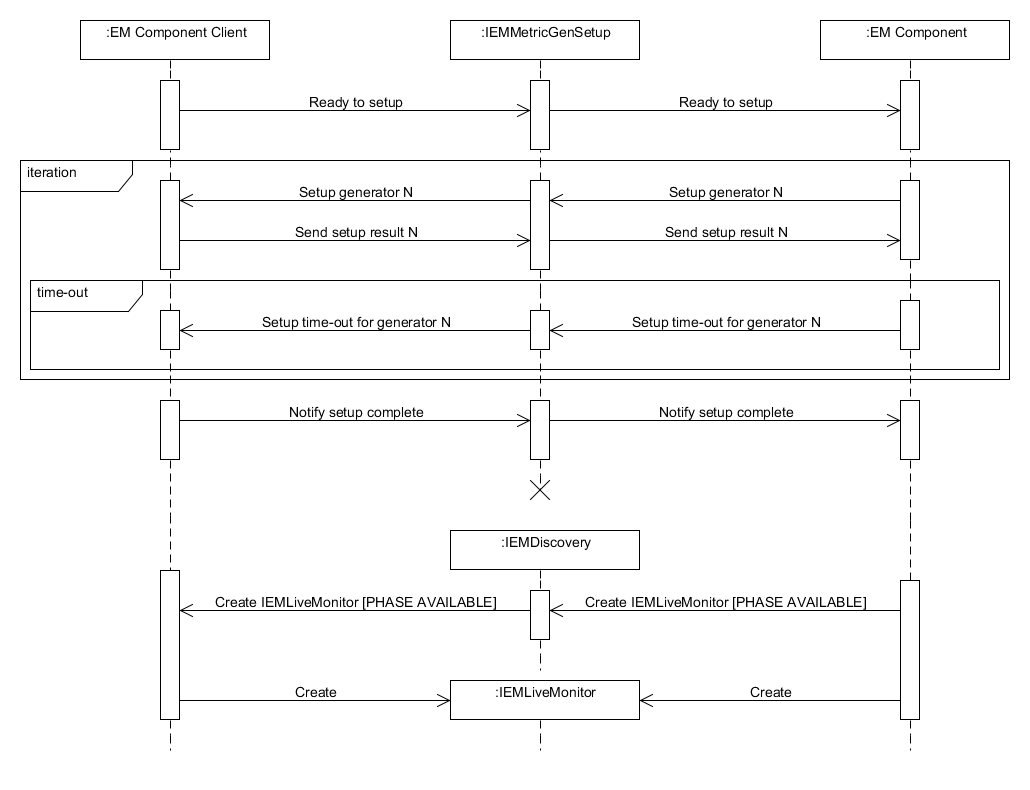 :EM Component Client
:IEMMetricGenSetup
:EM Component
Ready to setup
Ready to setup
iteration
Setup generator N
Setup generator N
Send setup result N
Send setup result N
time-out
Setup time-out for generator N
Setup time-out for generator N
Notify setup complete
Notify setup complete
:IEMDiscovery
Create IEMLiveMonitor [PHASE AVAILABLE]
Create IEMLiveMonitor [PHASE AVAILABLE]
Create
:IEMLiveMonitor
Create